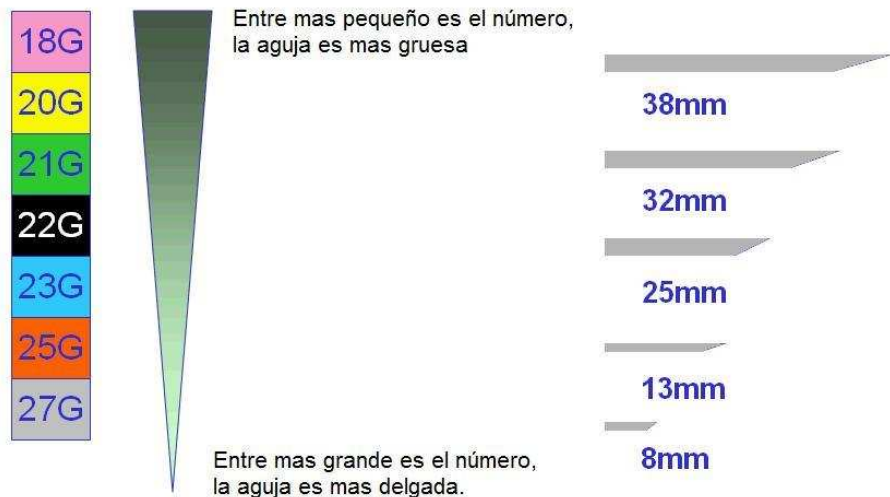 18G
20G
21G
22G
23G
25G
27G
Entre mas pequeño es el número,
la aguja es mas gruesa
Entre mas grande es el número,
la aguja es mas delgada.
38mm
32mm
25mm
13mm
8mm